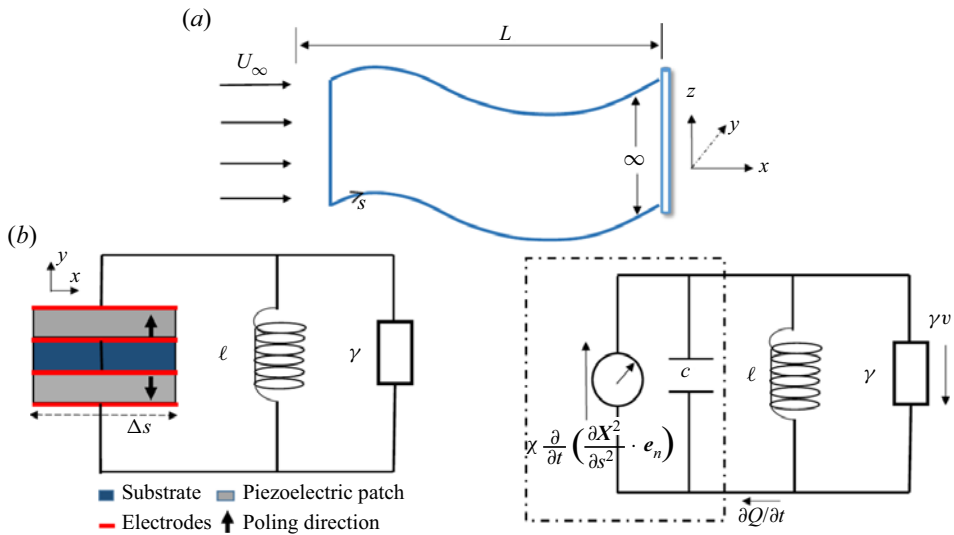 (a)
L
U∞
z
y
x
∞
s
(b)
y
x
ℓ
γ
Δs
Substrate
Piezoelectric patch
Electrodes
Poling direction
γv
c
ℓ
γ
χ ∂/∂t (∂X²/∂s² · eₙ)
∂Q/∂t